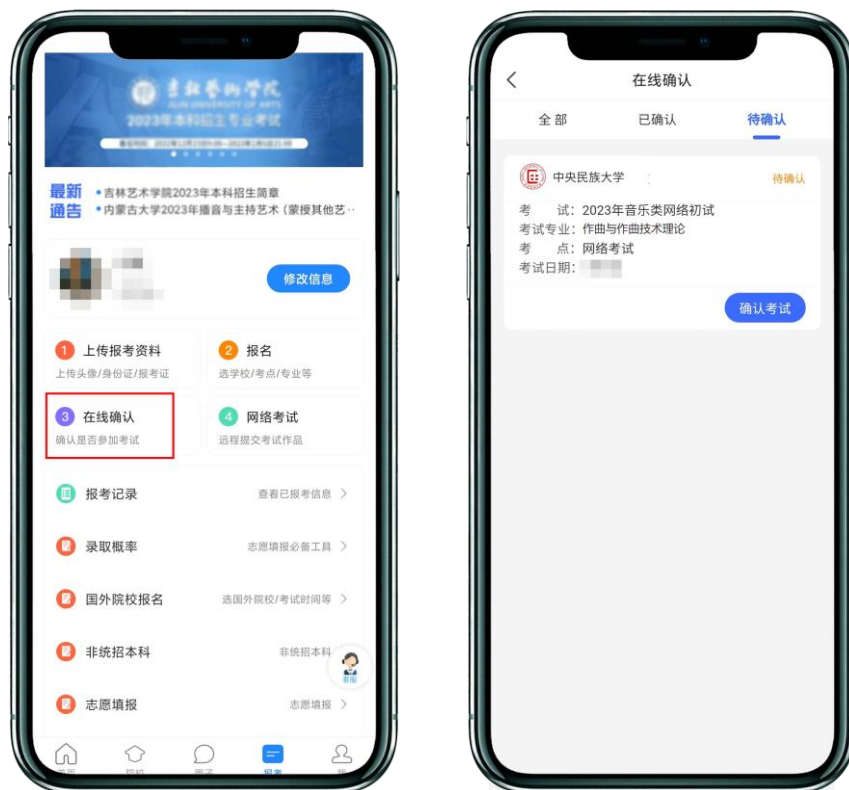 吉林艺术学院
JILIN UNIVERSITY OF ARTS
2023年本科招生专业考试
最新
通告
•吉林艺术学院2023年本科招生简章
•内蒙古大学2023年播音与主持艺术（蒙授其他艺…
修改信息
1 上传报考资料
上传头像/身份证/报考证
2 报名
选学校/考点/专业等
3 在线确认
确认是否参加考试
4 网络考试
远程提交考试作品
报考记录 查看已报考信息 >
录取概率 志愿填报必备工具 >
国外院校报名 选国外院校/考试时间等 >
非统招本科 非统招本科
客服
志愿填报 志愿填报 >
首页 院校 圈子 报考 我
< 在线确认
全部 已确认 待确认
中央民族大学 待确认
考 试：2023年音乐类网络初试
考试专业：作曲与作曲技术理论
考 点：网络考试
考试日期：
确认考试